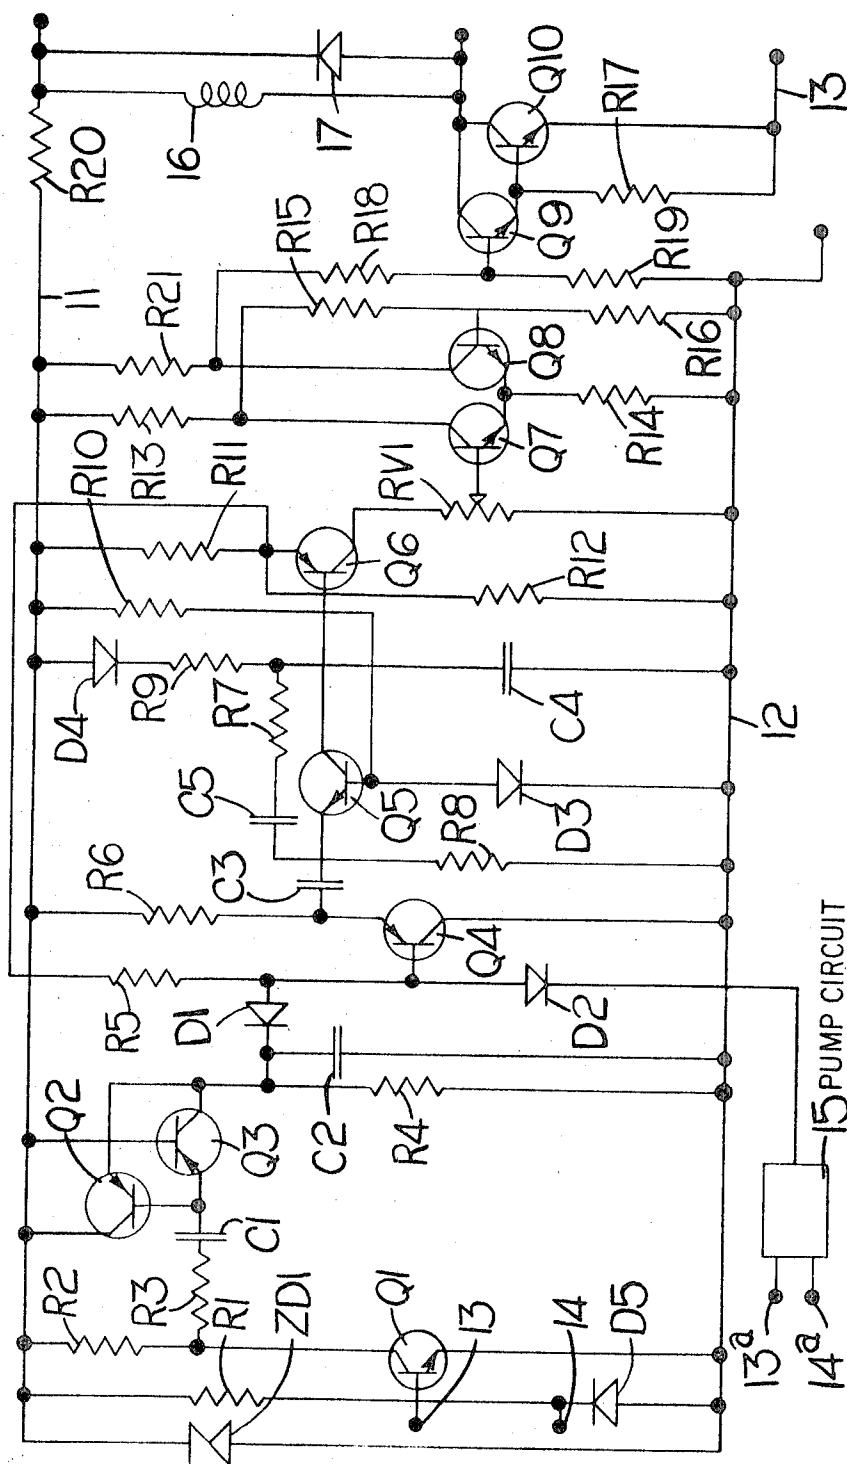 R20
11
16
17
Q10
R17
13
R21
R15
R18
Q9
R19
R13
Q8
R16
R10
R11
RV1
Q7
R14
Q6
R12
D4
R9
R7
C4
12
C5
Q5
R8
D3
R6
C3
Q4
R5
D1
D2
Q2
Q3
C2
R4
15 PUMP CIRCUIT
R2
R3
C1
R1
ZD1
Q1
13
14
D5
13a
14a